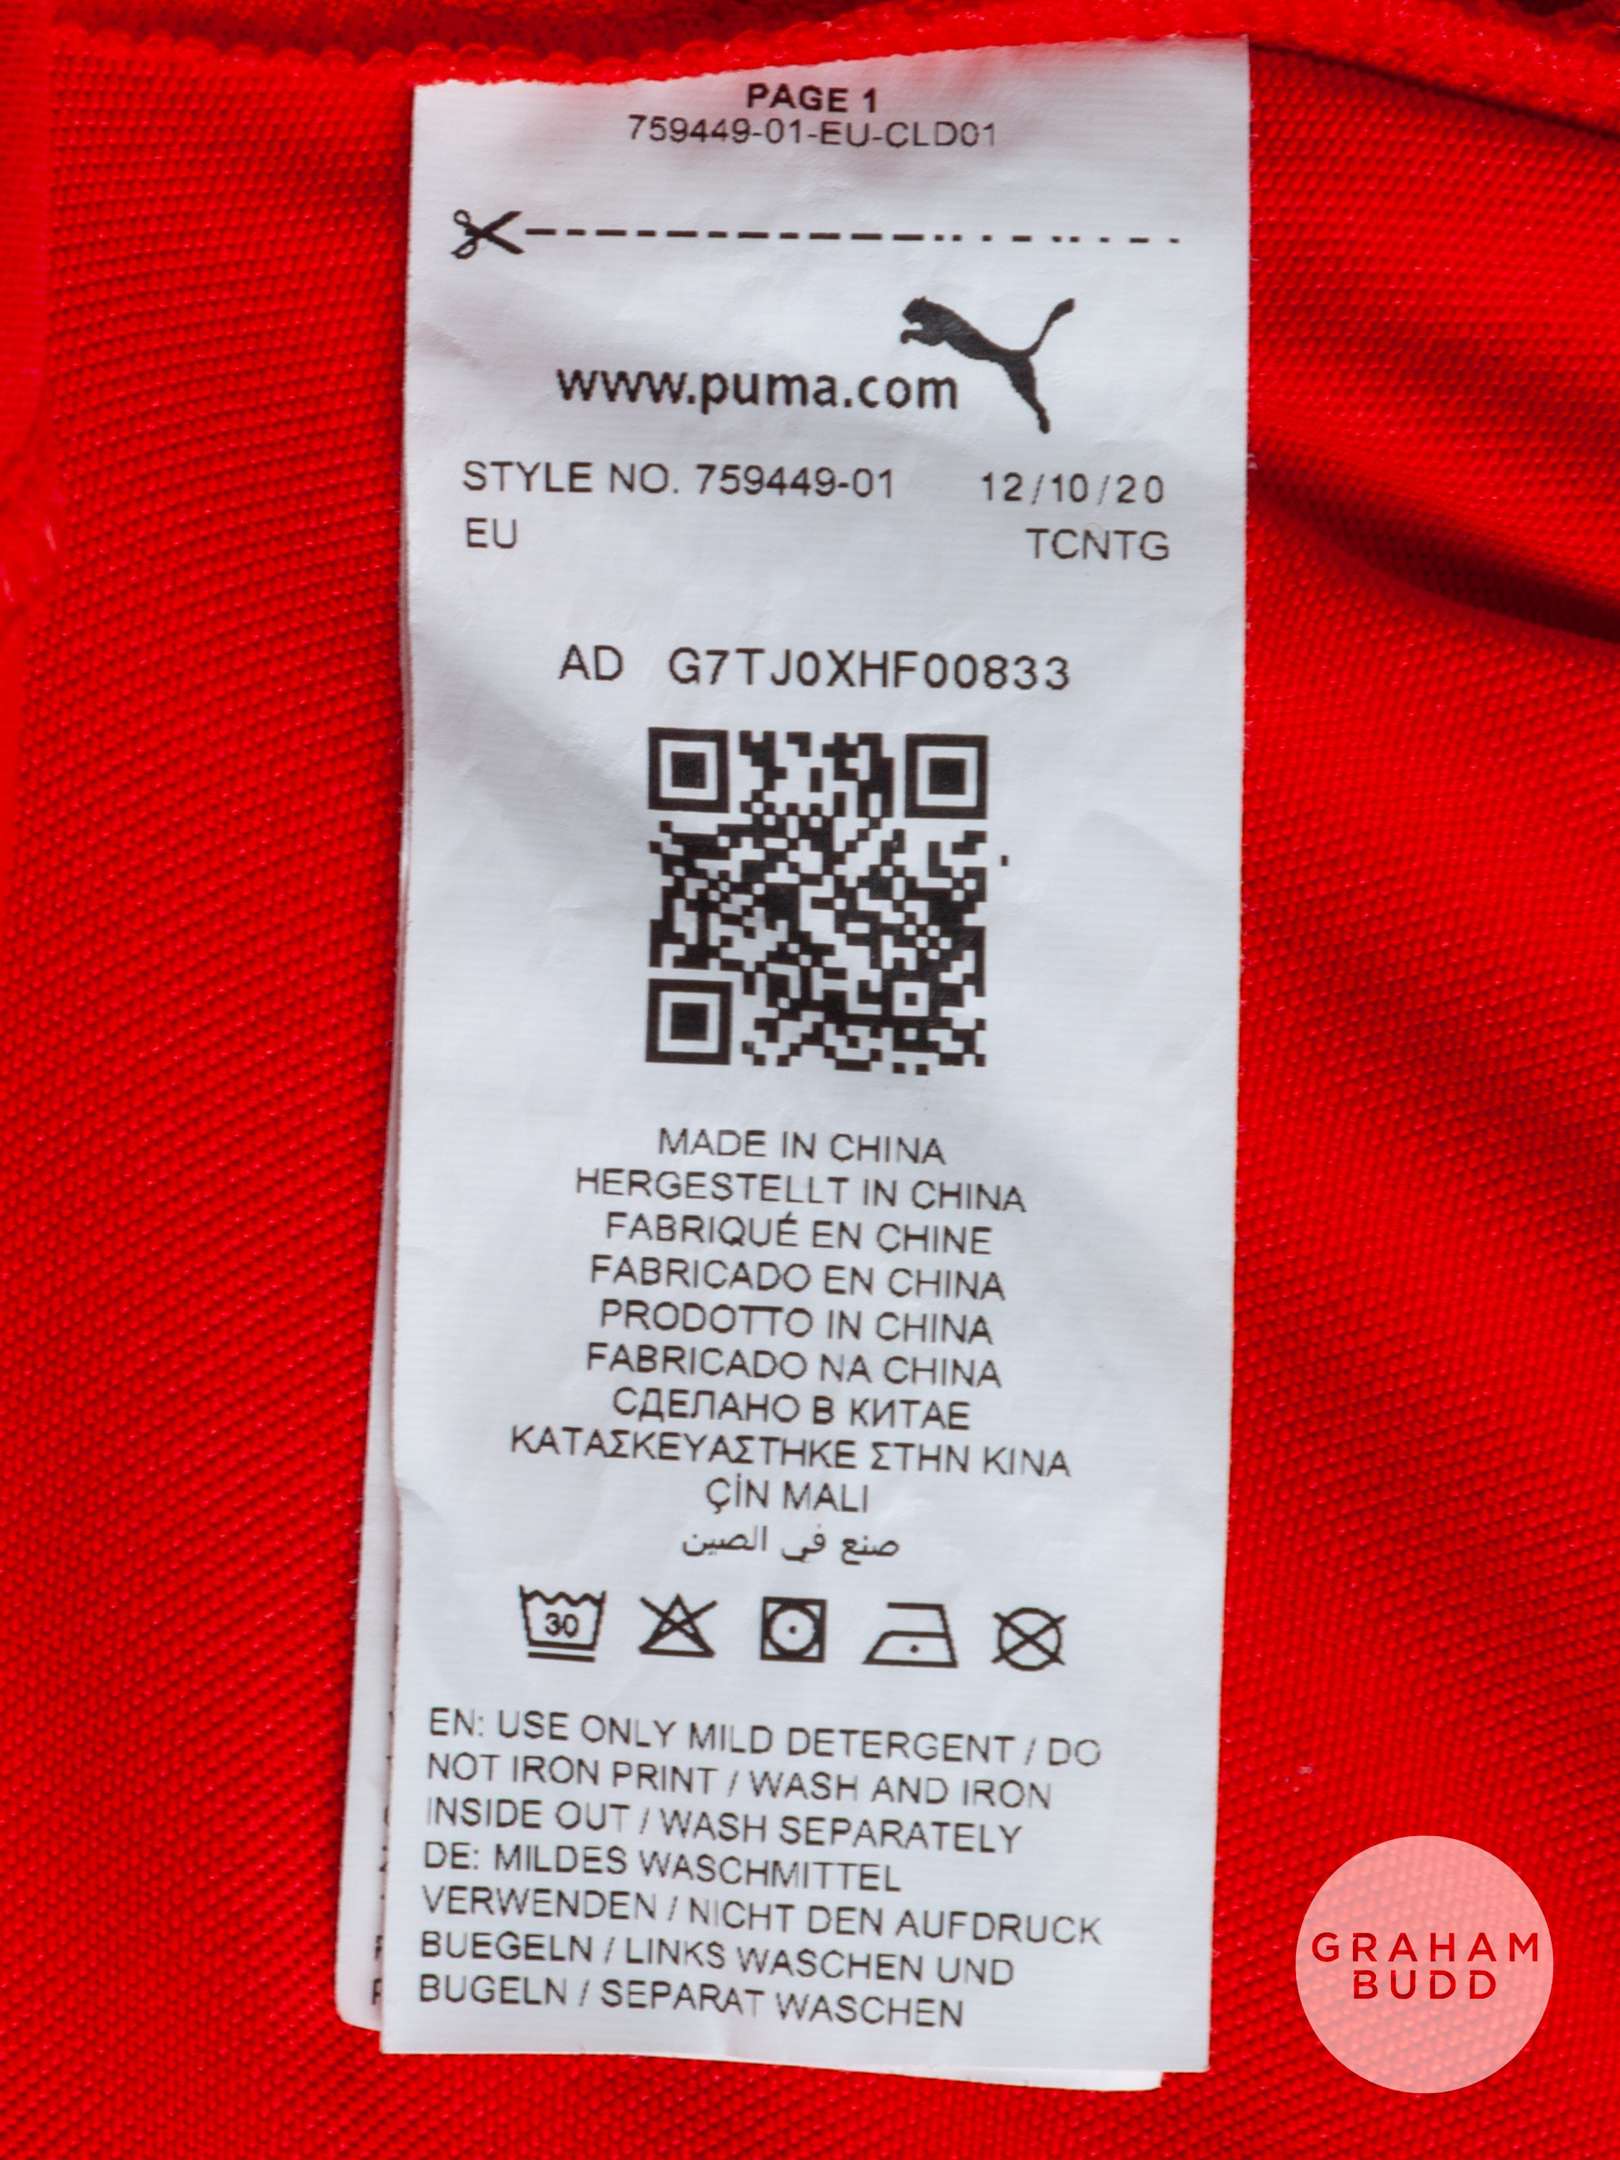 PAGE 1
759449-01-EU-CLD01
www.puma.com
STYLE NO. 759449-01 12/10/20
EU TCNTG
AD G7TJ0XHF00833
MADE IN CHINA
HERGESTELLT IN CHINA
FABRIQUÉ EN CHINE
FABRICADO EN CHINA
PRODOTTO IN CHINA
FABRICADO NA CHINA
СДЕЛАНО В КИТАЕ
ΚΑΤΑΣΚΕΥΑΣΤΗΚΕ ΣΤΗΝ ΚΙΝΑ
ÇİN MALI
صنع في الصين
30
EN: USE ONLY MILD DETERGENT / DO
NOT IRON PRINT / WASH AND IRON
INSIDE OUT / WASH SEPARATELY
DE: MILDES WASCHMITTEL
VERWENDEN / NICHT DEN AUFDRUCK
BUEGELN / LINKS WASCHEN UND
BUGELN / SEPARAT WASCHEN
GRAHAM
BUDD